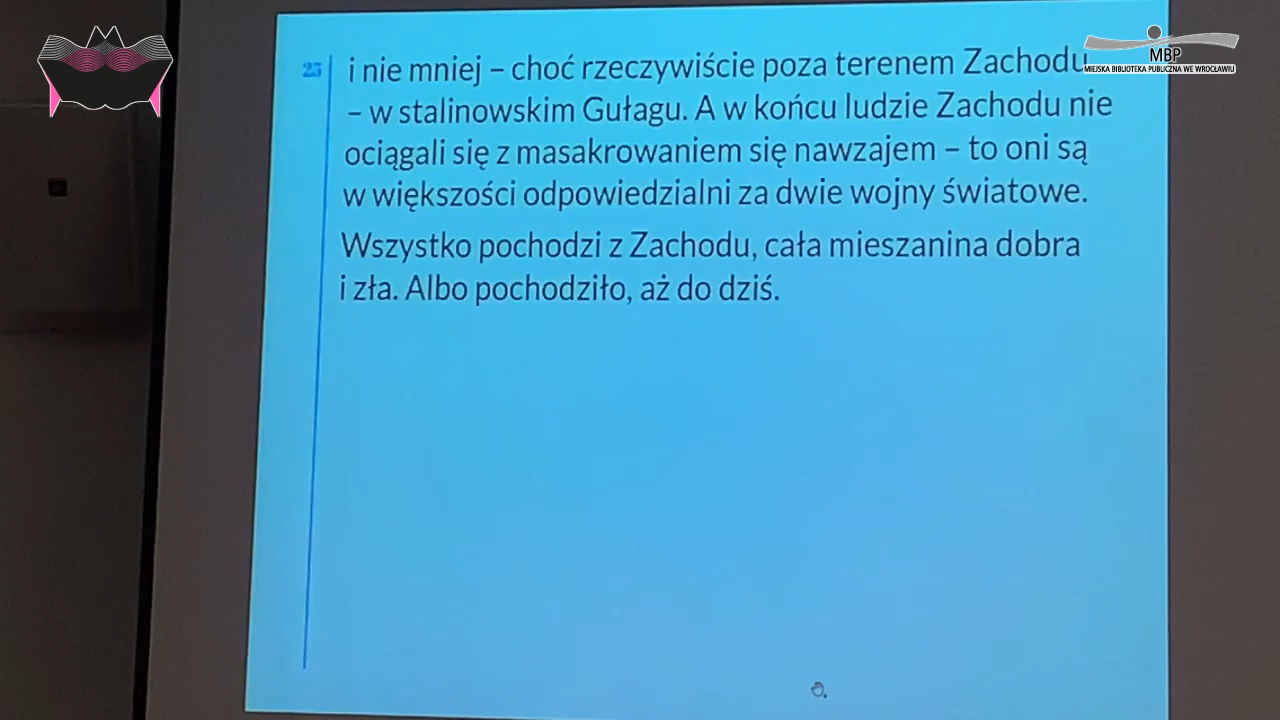 25
i nie mniej – choć rzeczywiście poza terenem Zachodu
– w stalinowskim Gułagu. A w końcu ludzie Zachodu nie
ociągali się z masakrowaniem się nawzajem – to oni są
w większości odpowiedzialni za dwie wojny światowe.
Wszystko pochodzi z Zachodu, cała mieszanina dobra
i zła. Albo pochodziło, aż do dziś.
MBP
MIEJSKA BIBLIOTEKA PUBLICZNA WE WROCŁAWIU